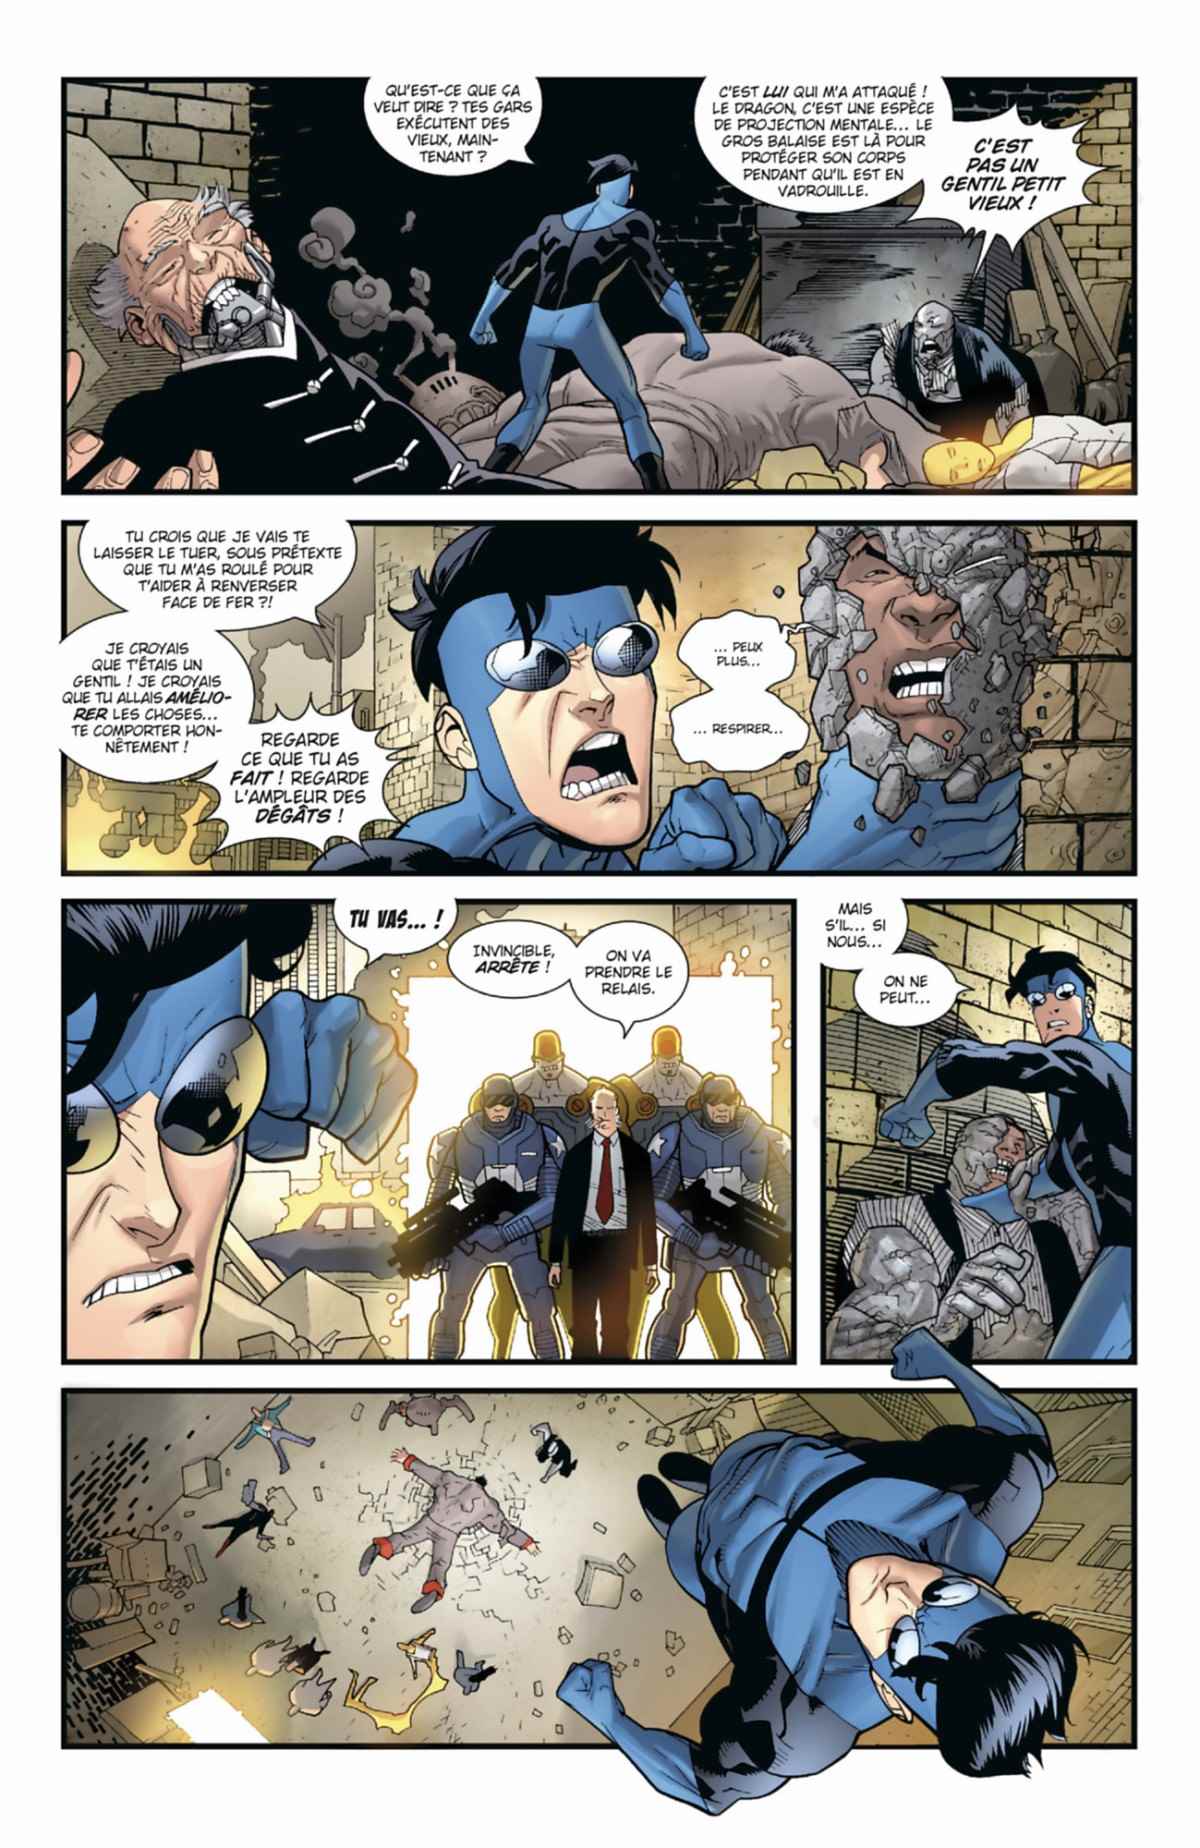 QU'EST-CE QUE ÇA
VEUT DIRE ? TES GARS
EXÉCUTENT DES
VIEUX, MAIN-
TENANT ?
C'EST LUI QUI M'A ATTAQUÉ !
LE DRAGON, C'EST UNE ESPÈCE
DE PROJECTION MENTALE... LE
GROS BALAISE EST LÀ POUR
PROTÉGER SON CORPS
PENDANT QU'IL EST EN
VADROUILLE.
C'EST
PAS UN
GENTIL PETIT
VIEUX !
TU CROIS QUE JE VAIS TE
LAISSER LE TUER, SOUS PRÉTEXTE
QUE TU M'AS ROULÉ POUR
T'AIDER À RENVERSER
FACE DE FER ?!
JE CROYAIS
QUE T'ÉTAIS UN
GENTIL ! JE CROYAIS
QUE TU ALLAIS AMÉLIO-
RER LES CHOSES...
TE COMPORTER HON-
NÊTEMENT !
REGARDE
CE QUE TU AS
FAIT ! REGARDE
L'AMPLEUR DES
DÉGÂTS !
... PEUX
PLUS...
... RESPIRER...
TU VAS... !
INVINCIBLE,
ARRÊTE !
ON VA
PRENDRE LE
RELAIS.
MAIS
S'IL... SI
NOUS...
ON NE
PEUT...